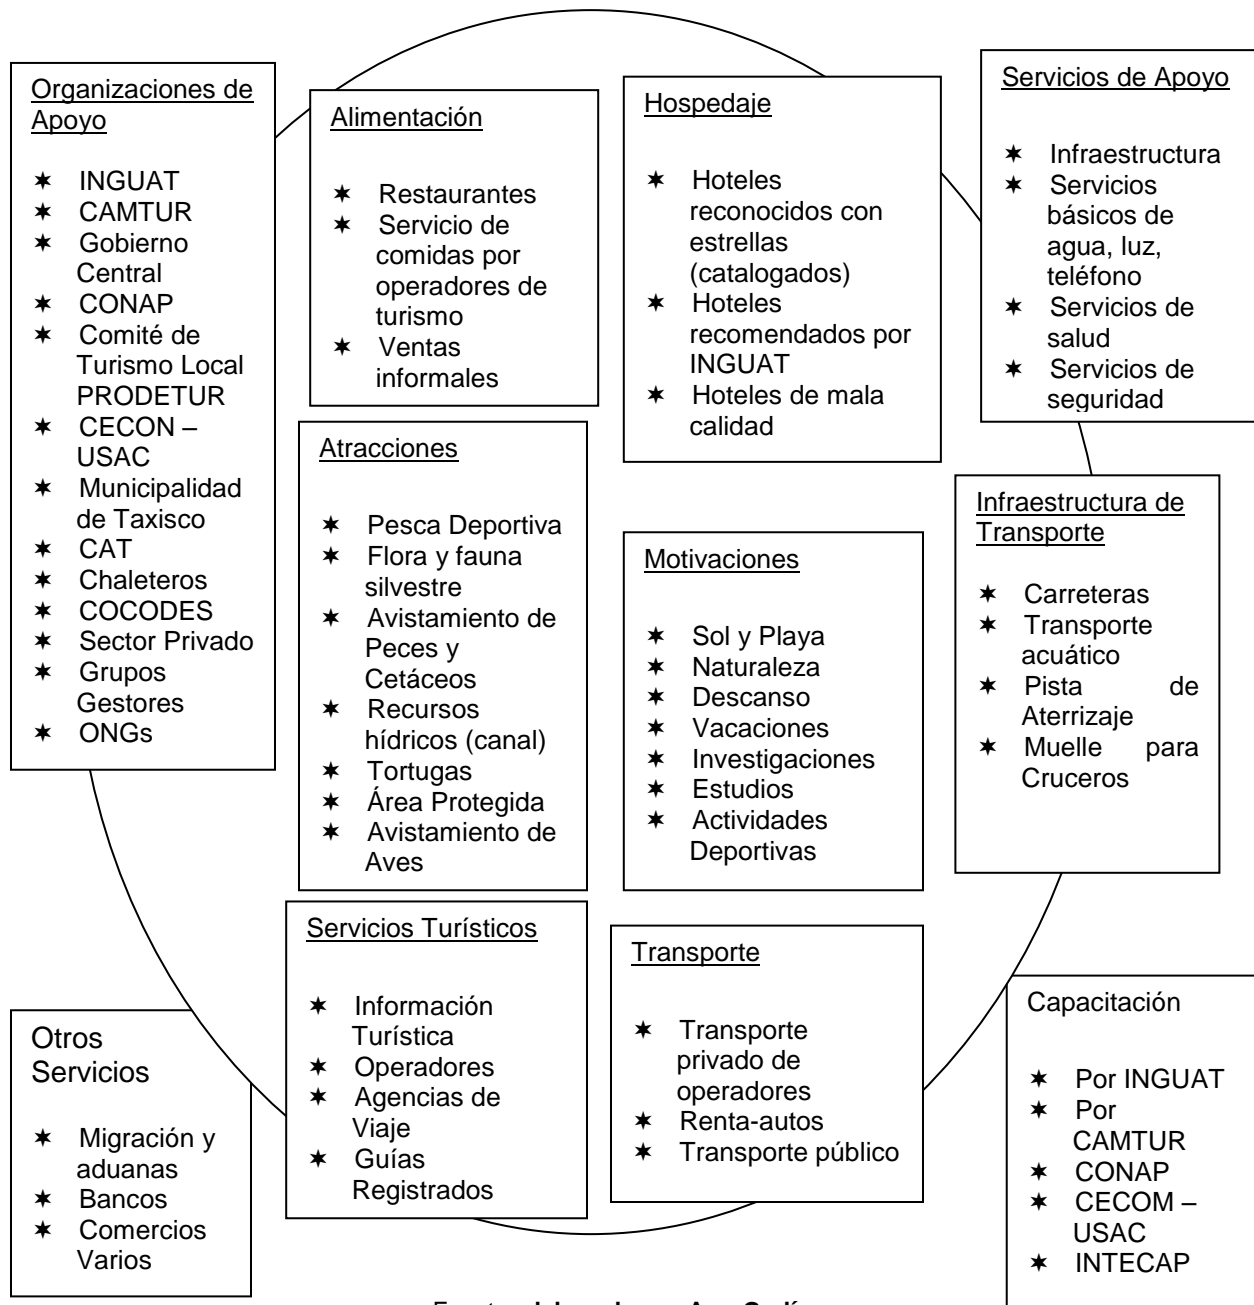 Organizaciones de
Apoyo
✶ INGUAT
✶ CAMTUR
✶ Gobierno
Central
✶ CONAP
✶ Comité de
Turismo Local
PRODETUR
✶ CECON –
USAC
✶ Municipalidad
de Taxisco
✶ CAT
✶ Chaleteros
✶ COCODES
✶ Sector Privado
✶ Grupos
Gestores
✶ ONGs
Alimentación
✶ Restaurantes
✶ Servicio de
comidas por
operadores de
turismo
✶ Ventas
informales
Hospedaje
✶ Hoteles
reconocidos con
estrellas
(catalogados)
✶ Hoteles
recomendados por
INGUAT
✶ Hoteles de mala
calidad
Servicios de Apoyo
✶ Infraestructura
✶ Servicios
básicos de
agua, luz,
teléfono
✶ Servicios de
salud
✶ Servicios de
seguridad
Atracciones
✶ Pesca Deportiva
✶ Flora y fauna
silvestre
✶ Avistamiento de
Peces y
Cetáceos
✶ Recursos
hídricos (canal)
✶ Tortugas
✶ Área Protegida
✶ Avistamiento de
Aves
Motivaciones
✶ Sol y Playa
✶ Naturaleza
✶ Descanso
✶ Vacaciones
✶ Investigaciones
✶ Estudios
✶ Actividades
Deportivas
Infraestructura de
Transporte
✶ Carreteras
✶ Transporte
acuático
✶ Pista de
Aterrizaje
✶ Muelle para
Cruceros
Servicios Turísticos
✶ Información
Turística
✶ Operadores
✶ Agencias de
Viaje
✶ Guías
Registrados
Transporte
✶ Transporte
privado de
operadores
✶ Renta-autos
✶ Transporte público
Otros
Servicios
✶ Migración y
aduanas
✶ Bancos
✶ Comercios
Varios
Capacitación
✶ Por INGUAT
✶ Por
CAMTUR
✶ CONAP
✶ CECOM –
USAC
✶ INTECAP